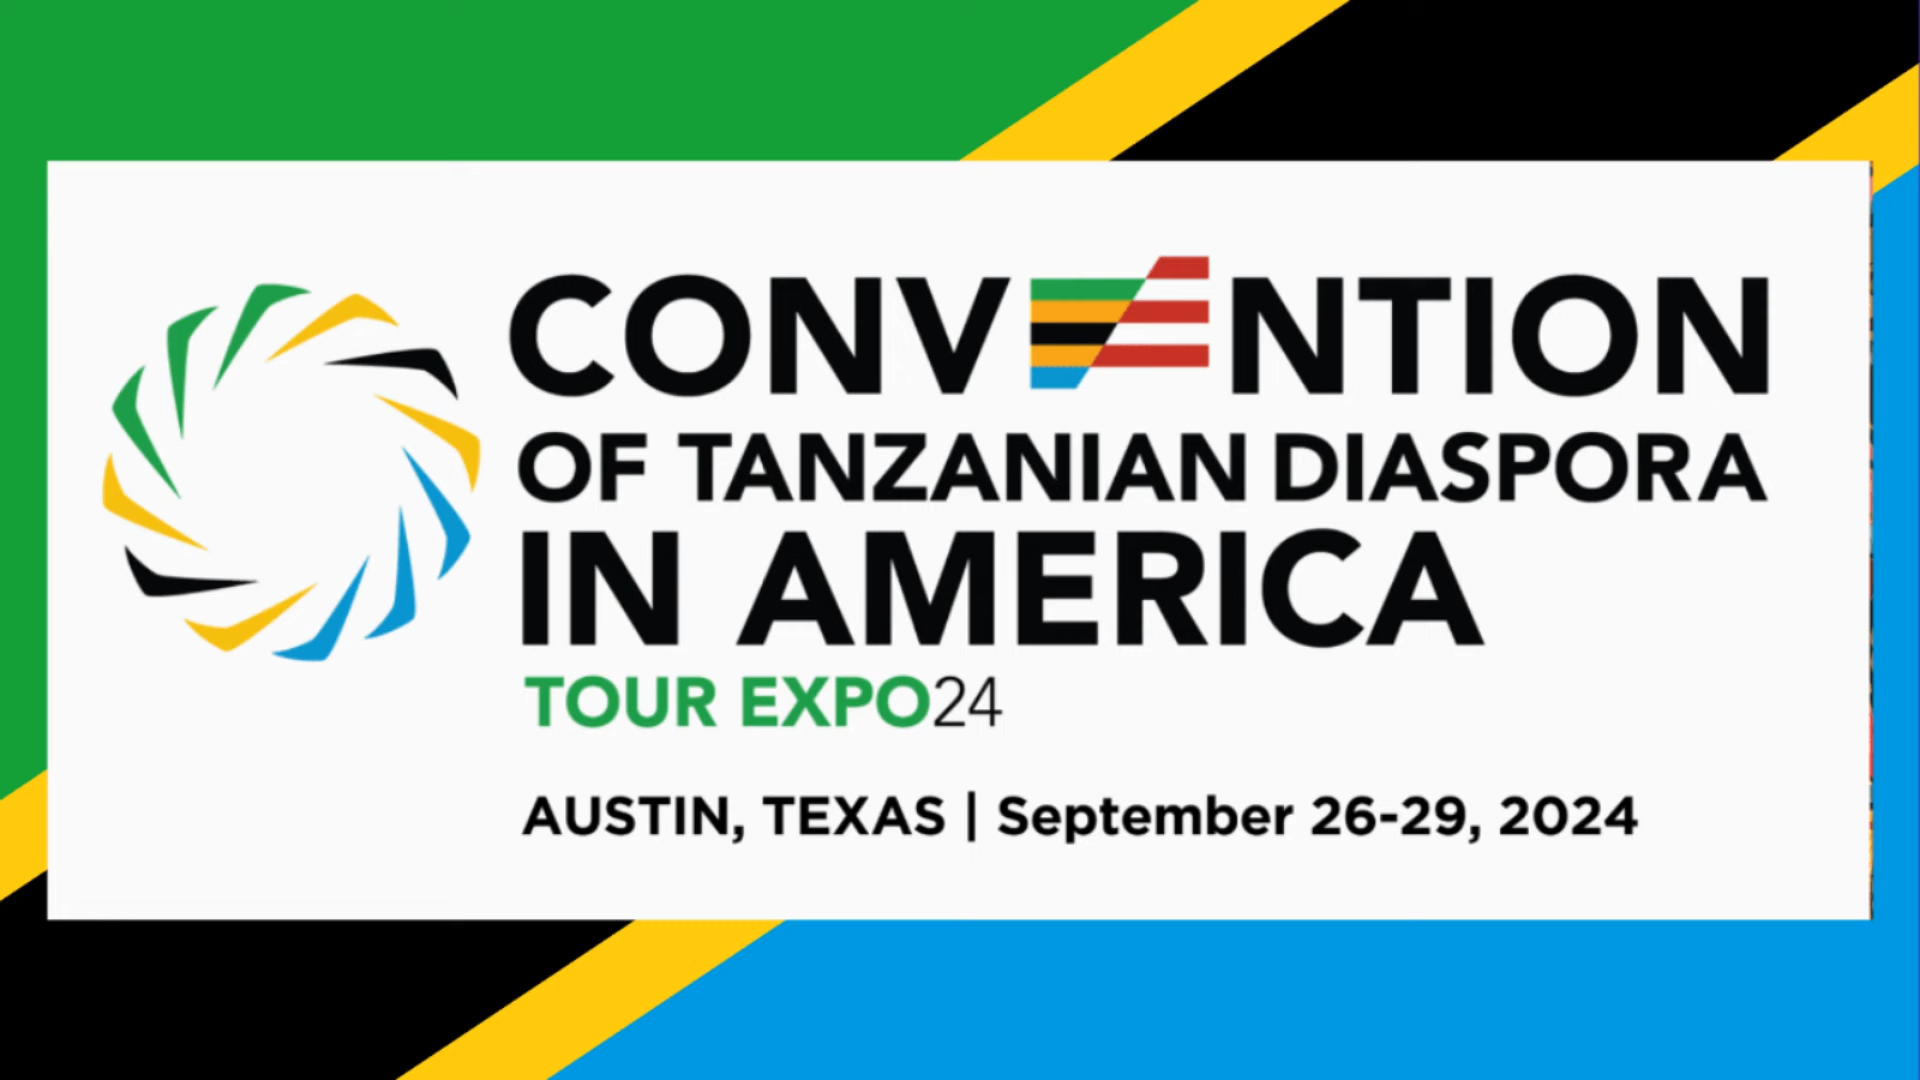 CONVENTION
OF TANZANIAN DIASPORA
IN AMERICA
TOUR EXPO24
AUSTIN, TEXAS | September 26-29, 2024